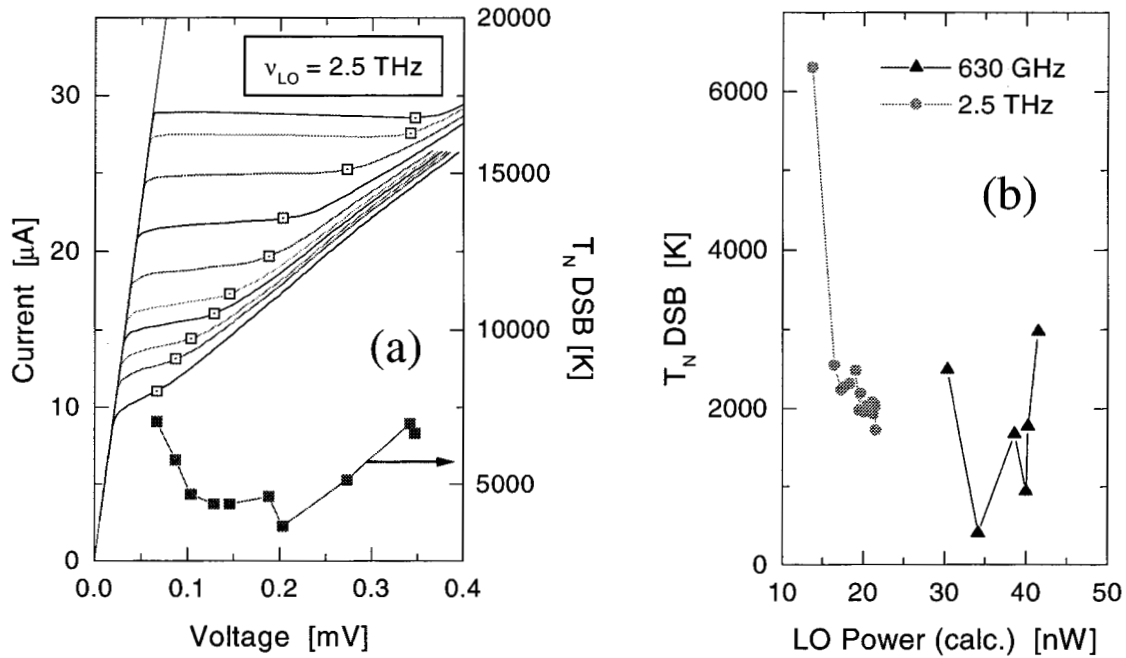 20000
ν_LO = 2.5 THz
30
15000
20
Current [μA]
T_N DSB [K]
10000
(a)
10
5000
0
0.0 0.1 0.2 0.3 0.4
Voltage [mV]
630 GHz
2.5 THz
6000
(b)
4000
T_N DSB [K]
2000
0
10 20 30 40 50
LO Power (calc.) [nW]